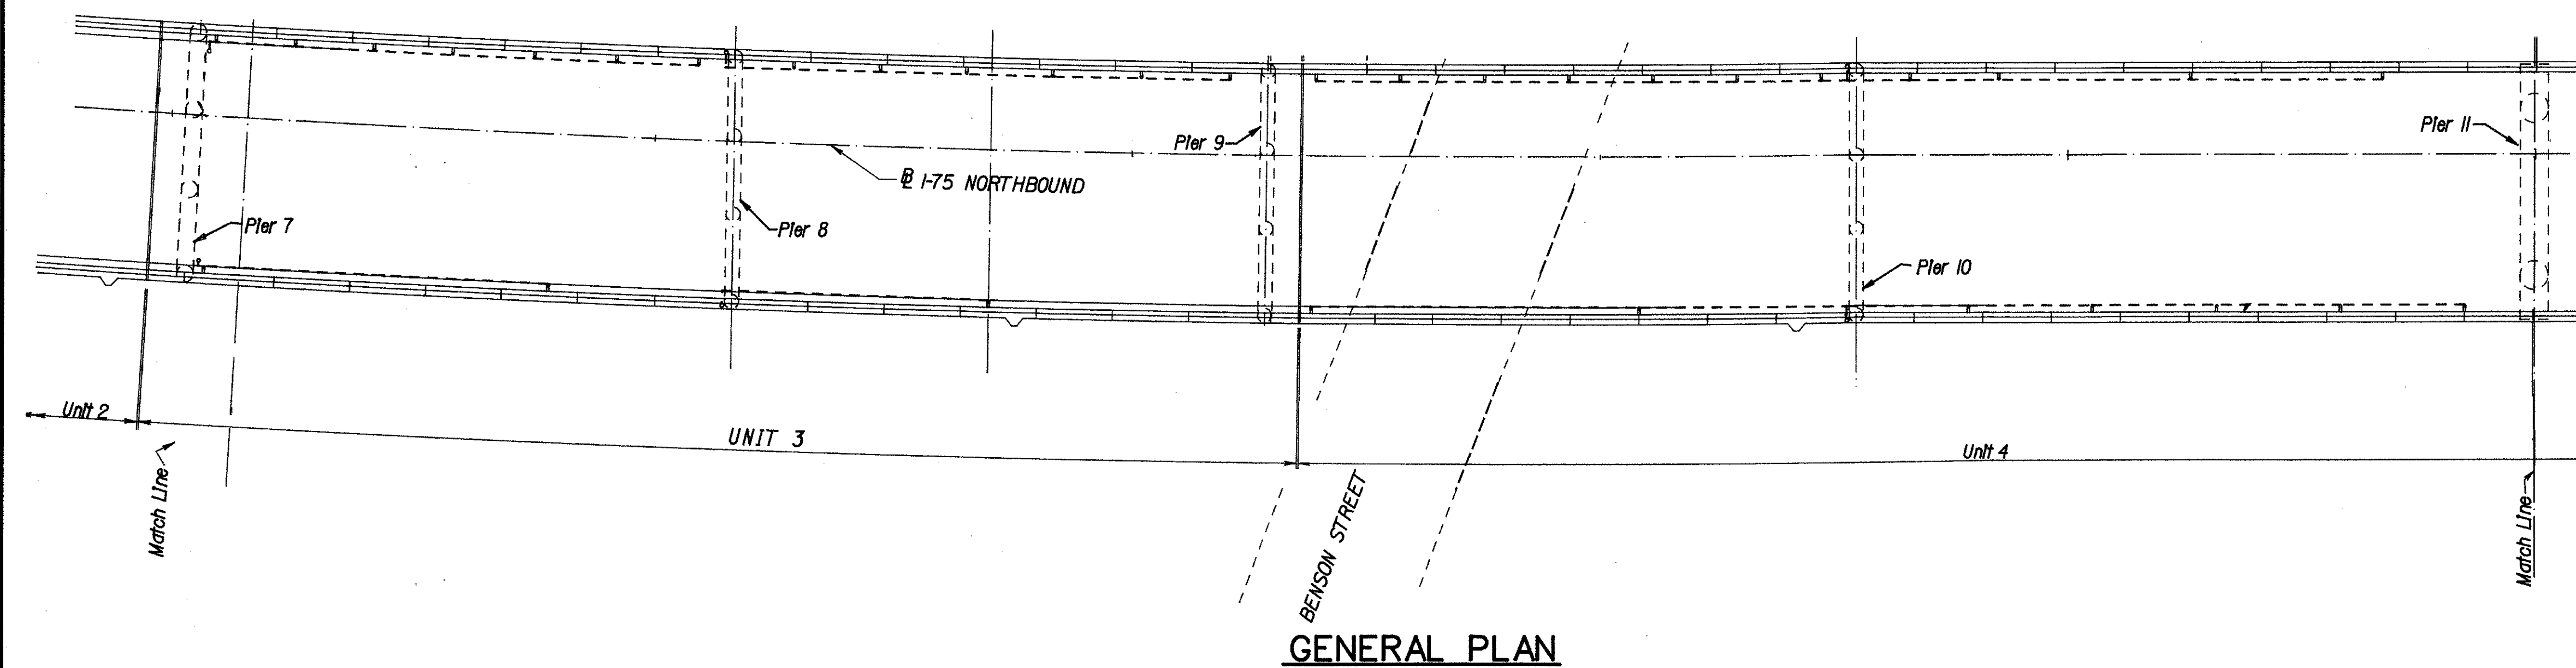 Pier 9
Pier 11
℄ I-75 NORTHBOUND
Pier 7
Pier 8
Pier 10
Unit 2
UNIT 3
Unit 4
Match Line
BENSON STREET
Match Line
GENERAL PLAN